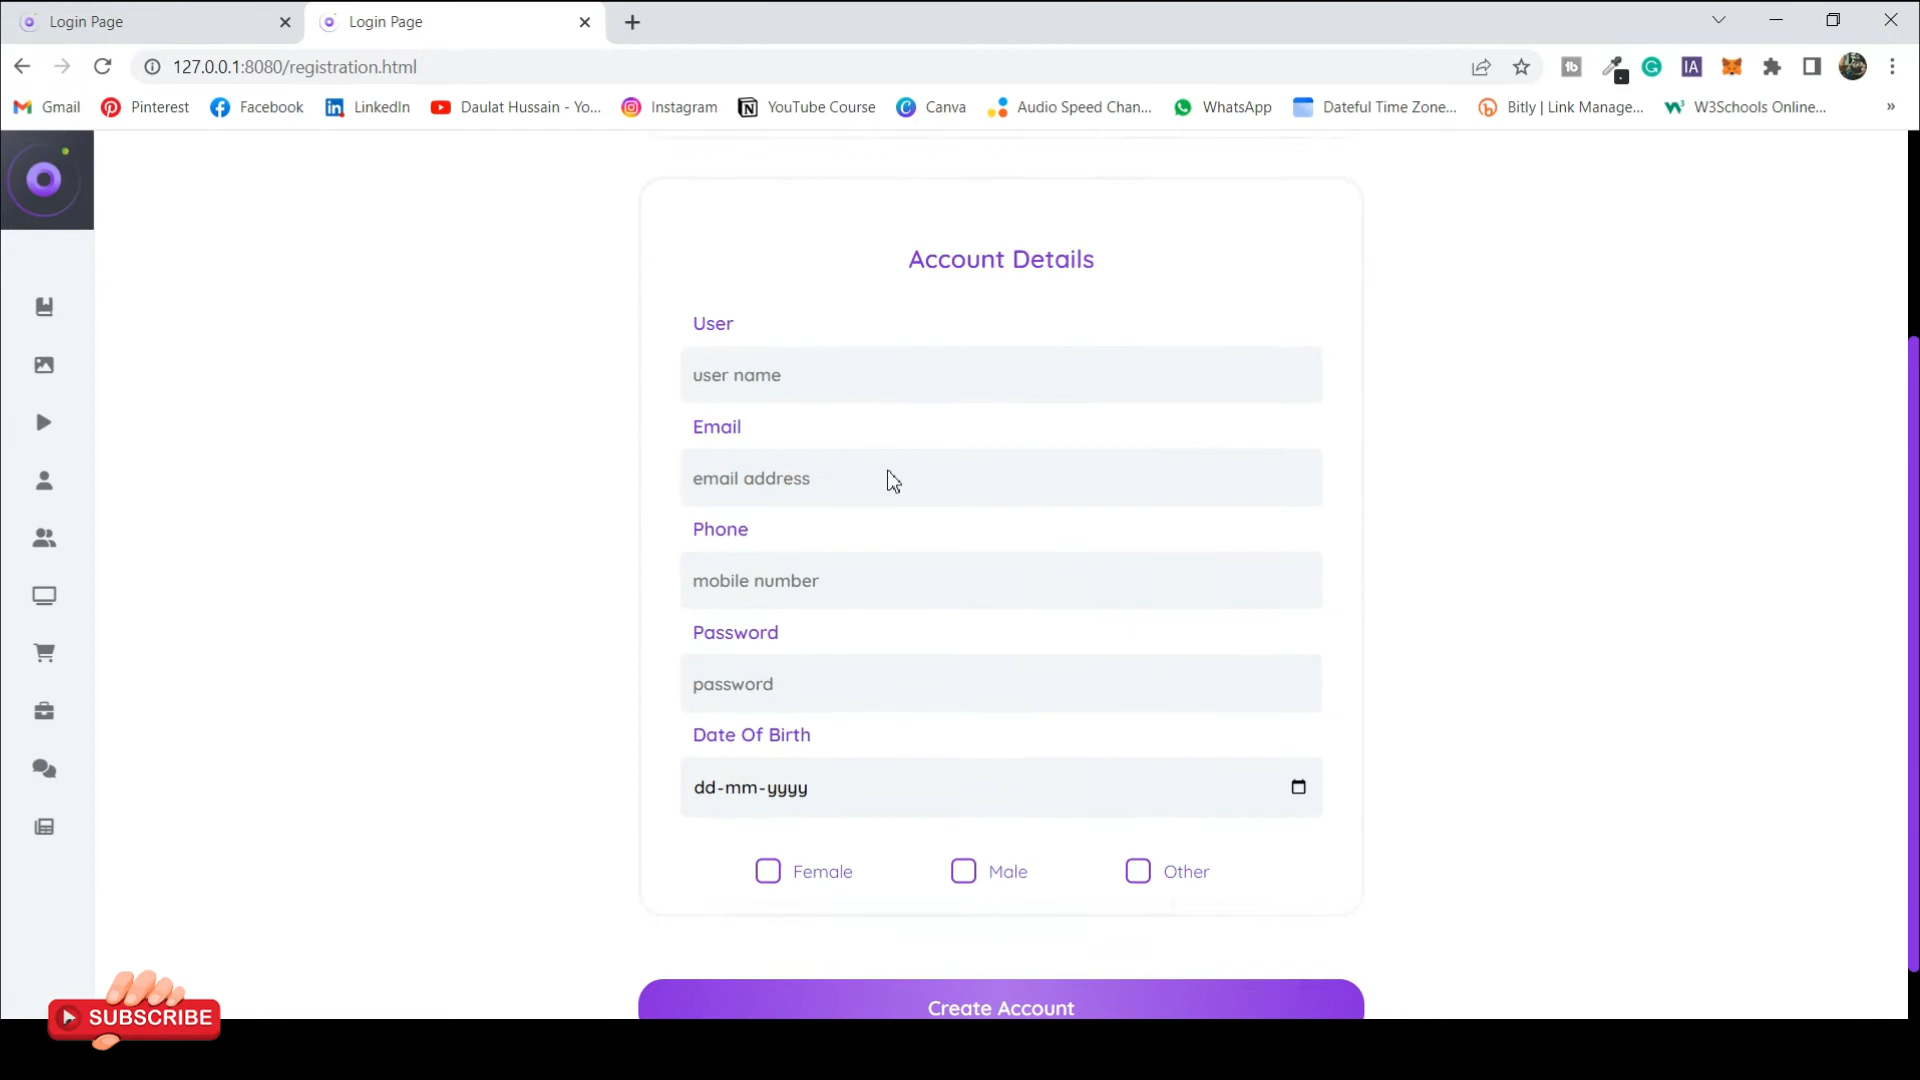 Login Page
Login Page
127.0.0.1:8080/registration.html
Gmail
Pinterest
Facebook
LinkedIn
Daulat Hussain - Yo...
Instagram
YouTube Course
Canva
Audio Speed Chan...
WhatsApp
Dateful Time Zone...
Bitly | Link Manage...
W3Schools Online...
»
Account Details
User
user name
Email
email address
Phone
mobile number
Password
password
Date Of Birth
dd-mm-yyyy
Female
Male
Other
Create Account
SUBSCRIBE